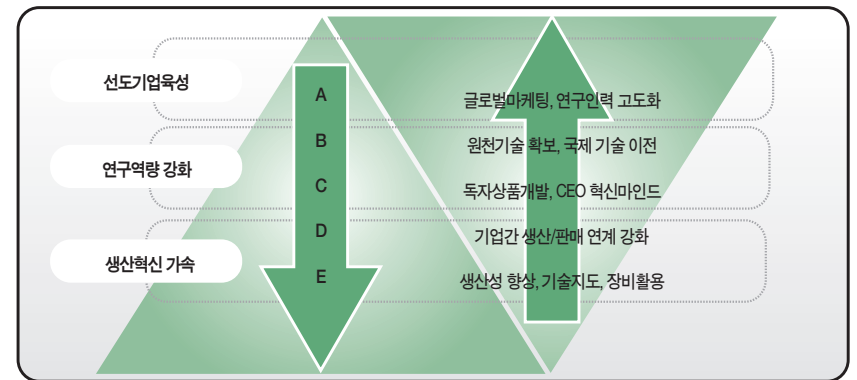 선도기업육성
A
글로벌마케팅, 연구인력 고도화
B
원천기술 확보, 국제 기술 이전
연구역량 강화
C
독자상품개발, CEO 혁신마인드
D
기업간 생산/판매 연계 강화
생산혁신 가속
E
생산성 향상, 기술지도, 장비활용